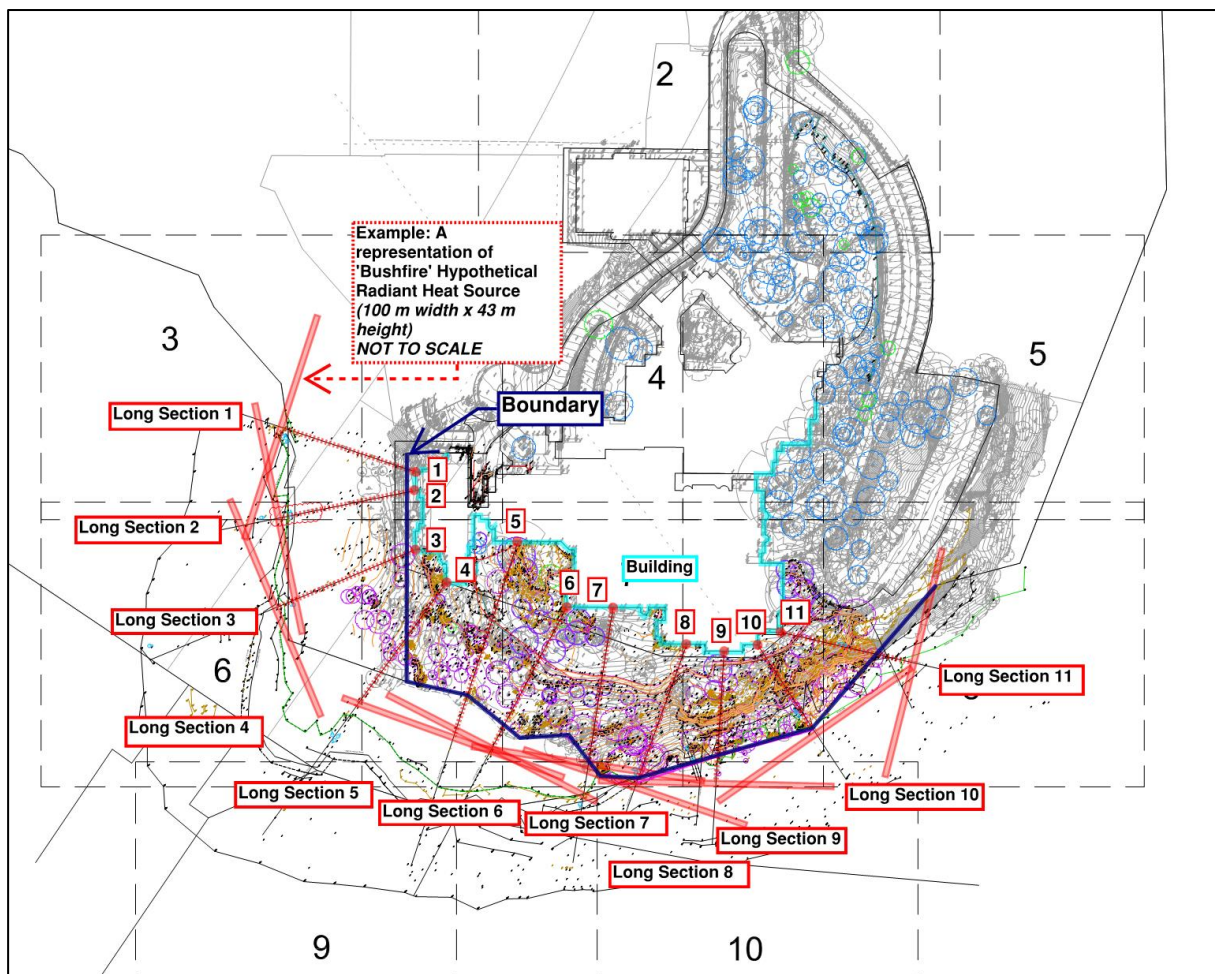 2
Example: A
representation of
'Bushfire' Hypothetical
Radiant Heat Source
(100 m width x 43 m
height)
NOT TO SCALE
3
5
4
Boundary
Long Section 1
1
2
Long Section 2
5
3
4
Building
6
7
Long Section 3
8
9
10
11
6
Long Section 11
Long Section 4
Long Section 5
Long Section 6
Long Section 7
Long Section 10
Long Section 9
Long Section 8
9
10